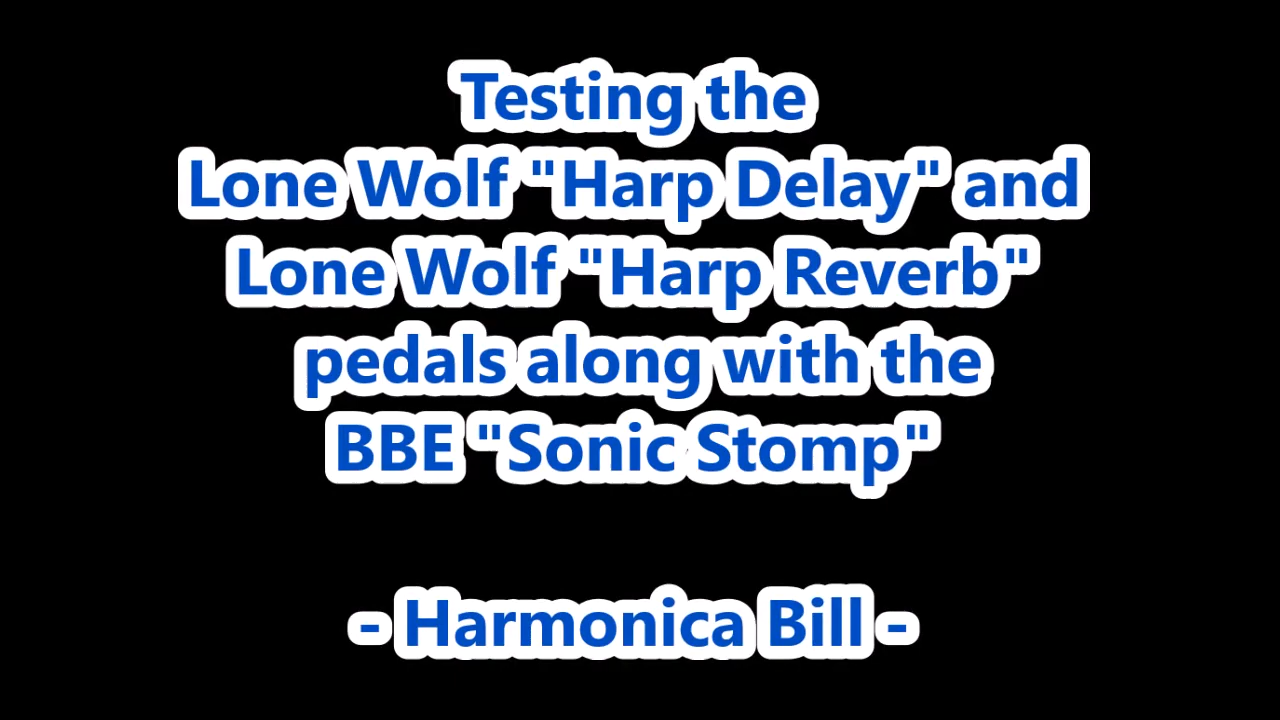 Testing the
Lone Wolf "Harp Delay" and
Lone Wolf "Harp Reverb"
pedals along with the
BBE "Sonic Stomp"
- Harmonica Bill -